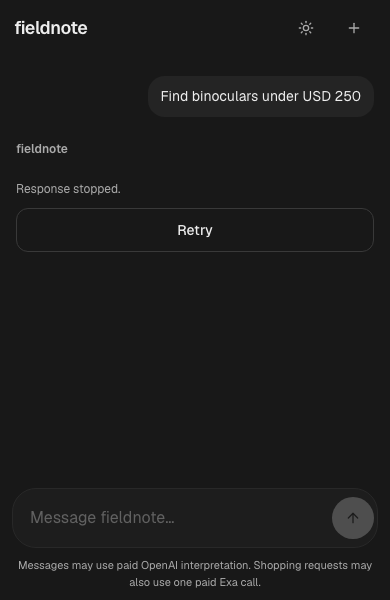 fieldnote
Find binoculars under USD 250
fieldnote
Response stopped.
Retry
Message fieldnote...
Messages may use paid OpenAI interpretation. Shopping requests may
also use one paid Exa call.